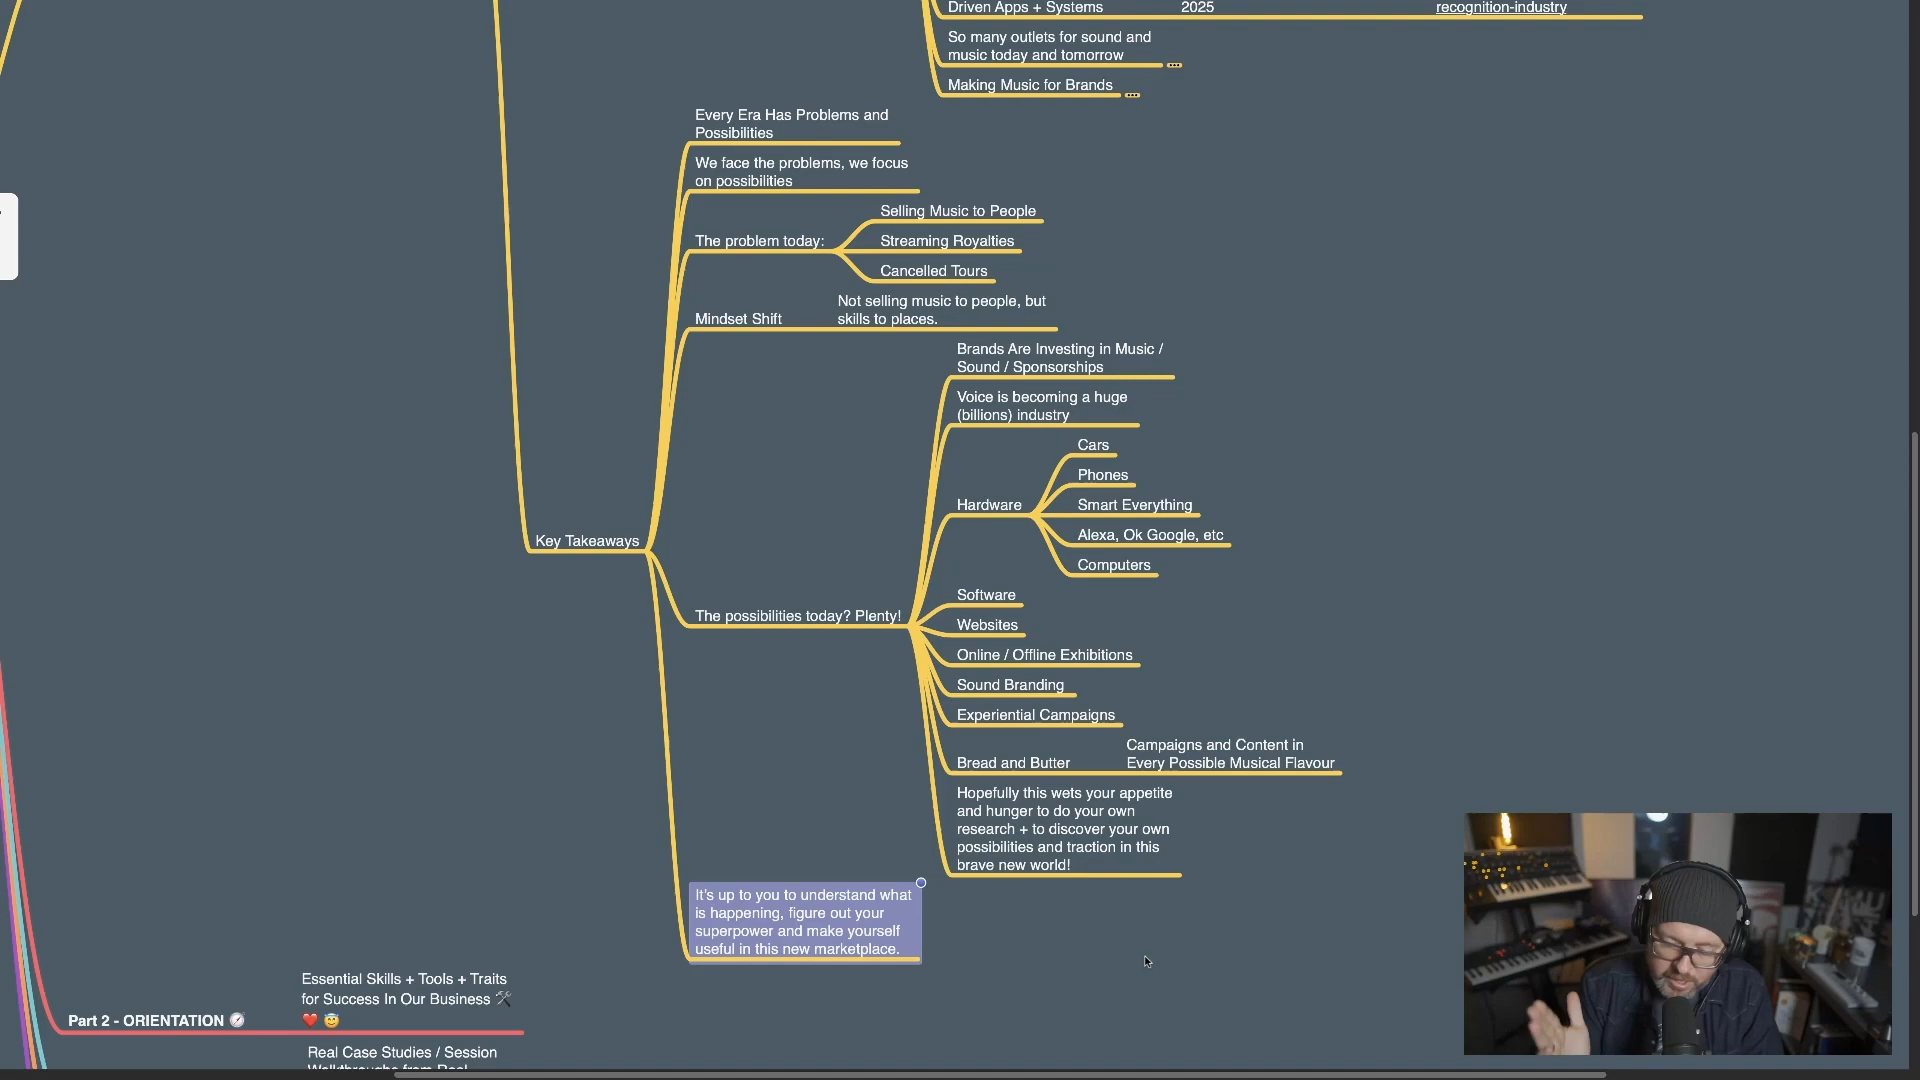 Driven Apps + Systems
2025
recognition-industry
So many outlets for sound and
music today and tomorrow
Making Music for Brands
Every Era Has Problems and
Possibilities
We face the problems, we focus
on possibilities
The problem today:
Selling Music to People
Streaming Royalties
Cancelled Tours
Mindset Shift
Not selling music to people, but
skills to places.
Key Takeaways
The possibilities today? Plenty!
Brands Are Investing in Music /
Sound / Sponsorships
Voice is becoming a huge
(billions) industry
Hardware
Cars
Phones
Smart Everything
Alexa, Ok Google, etc
Computers
Software
Websites
Online / Offline Exhibitions
Sound Branding
Experiential Campaigns
Bread and Butter
Campaigns and Content in
Every Possible Musical Flavour
Hopefully this wets your appetite
and hunger to do your own
research + to discover your own
possibilities and traction in this
brave new world!
It's up to you to understand what
is happening, figure out your
superpower and make yourself
useful in this new marketplace.
Part 2 - ORIENTATION 🧭
Essential Skills + Tools + Traits
for Success In Our Business 🛠
❤️ 😇
Real Case Studies / Session